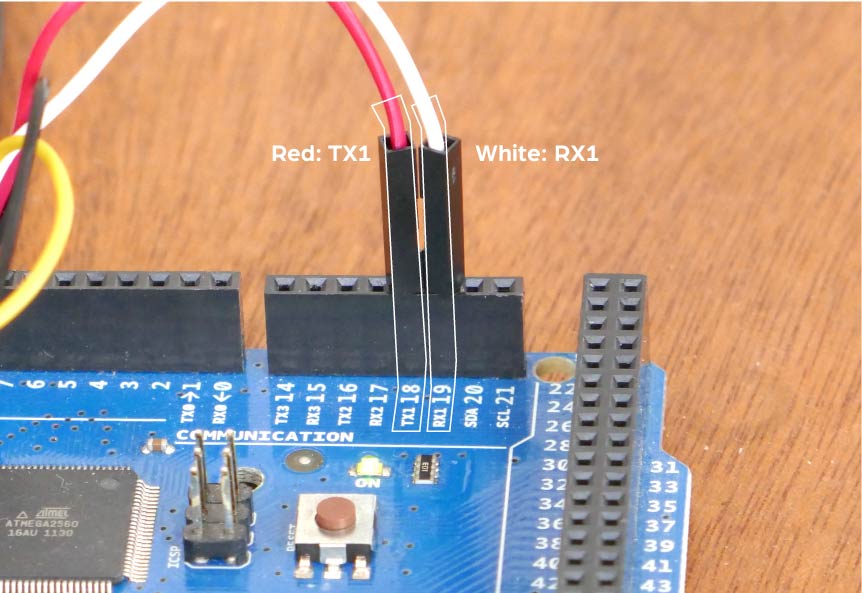 Red: TX1
White: RX1
7 6 5 4 3 2 TX0→1 RX0←0
TX3 14 RX3 15 TX2 16 RX2 17 TX1 18 RX1 19 SDA 20 SCL 21
COMMUNICATION
ON
RESET
ICSP
Atmel
ATMEGA2560
16AU 1130
22
24
26
28
30 31
32 33
34 35
36 37
38 39
40 41
42 43